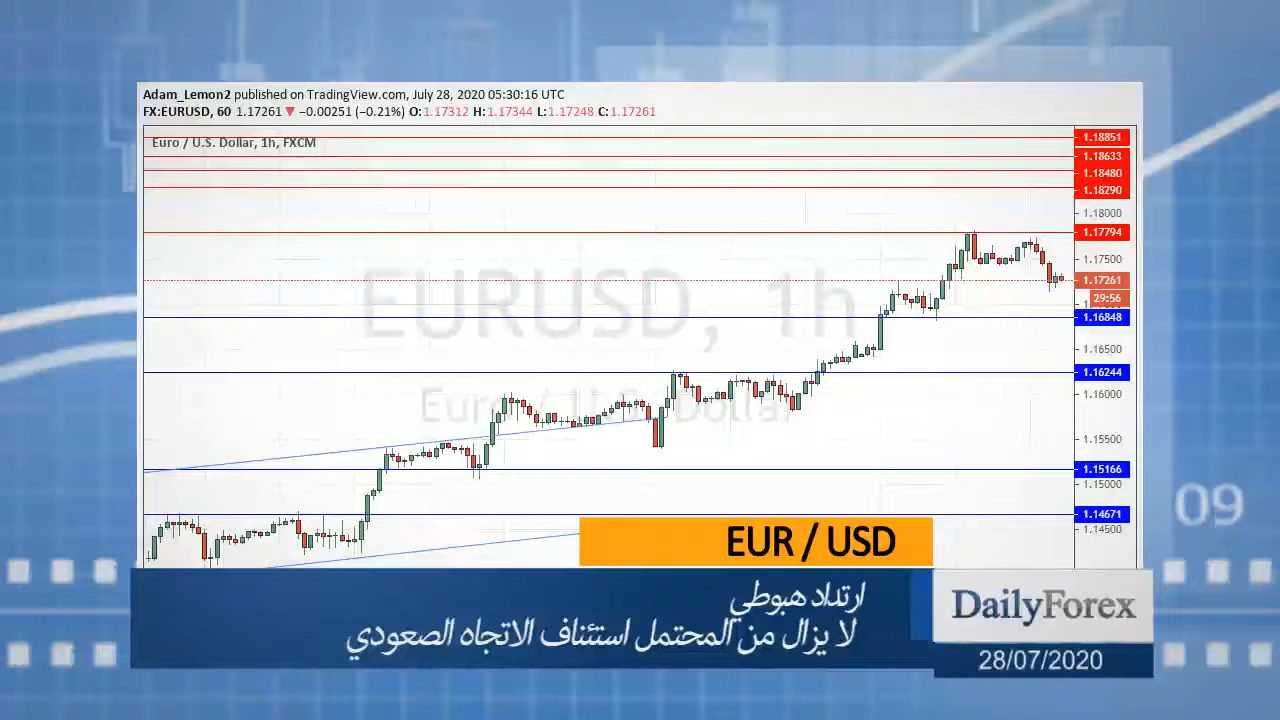 Adam_Lemon2 published on TradingView.com, July 28, 2020 05:30:16 UTC
FX:EURUSD, 60 1.17261 ▼ −0.00251 (−0.21%) O:1.17312 H:1.17344 L:1.17248 C:1.17261
Euro / U.S. Dollar, 1h, FXCM
1.18851
1.18633
1.18480
1.18290
1.18000
1.17794
1.17500
1.17261
29:56
1.16848
1.16500
1.16244
1.16000
1.15500
1.15166
1.15000
1.14671
1.14500
EURUSD, 1h
Euro / U.S. Dollar
09
EUR / USD
ارتداد هبوطي
لا يزال من المحتمل استئناف الاتجاه الصعودي
DailyForex
28/07/2020